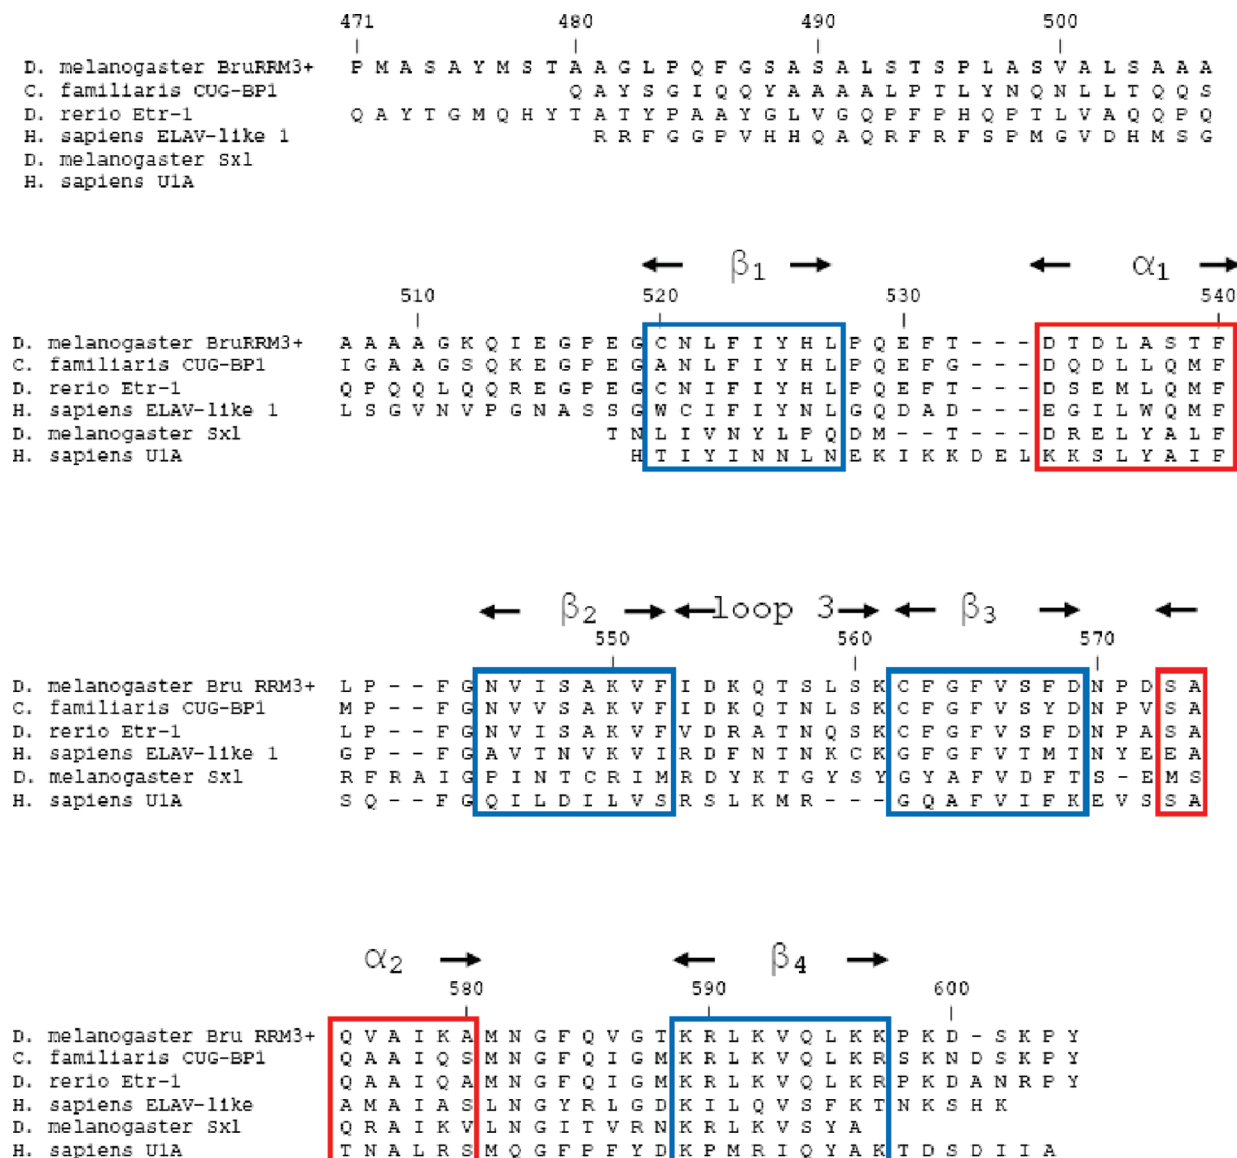 471 480 490 500
D. melanogaster BruRRM3+ P M A S A Y M S T A A G L P Q F G S A S A L S T S P L A S V A L S A A A
C. familiaris CUG-BP1 Q A Y S G I Q Q Y A A A A L P T L Y N Q N L L T Q Q S
D. rerio Etr-1 Q A Y T G M Q H Y T A T Y P A A Y G L V G Q P F P H Q P T L V A Q Q P Q
H. sapiens ELAV-like 1 R R F G G P V H H Q A Q R F R F S P M G V D H M S G
D. melanogaster Sxl
H. sapiens U1A
β1 α1
510 520 530 540
D. melanogaster BruRRM3+ A A A A G K Q I E G P E G C N L F I Y H L P Q E F T - - - D T D L A S T F
C. familiaris CUG-BP1 I G A A G S Q K E G P E G A N L F I Y H L P Q E F G - - - D Q D L L Q M F
D. rerio Etr-1 Q P Q Q L Q Q R E G P E G C N I F I Y H L P Q E F T - - - D S E M L Q M F
H. sapiens ELAV-like 1 L S G V N V P G N A S S G W C I F I Y N L G Q D A D - - - E G I L W Q M F
D. melanogaster Sxl T N L I V N Y L P Q D M - - T - - - D R E L Y A L F
H. sapiens U1A H T I Y I N N L N E K I K K D E L K K S L Y A I F
β2 loop 3 β3
550 560 570
D. melanogaster Bru RRM3+ L P - - F G N V I S A K V F I D K Q T S L S K C F G F V S F D N P D S A
C. familiaris CUG-BP1 M P - - F G N V V S A K V F I D K Q T N L S K C F G F V S Y D N P V S A
D. rerio Etr-1 L P - - F G N V I S A K V F V D R A T N Q S K C F G F V S F D N P A S A
H. sapiens ELAV-like 1 G P - - F G A V T N V K V I R D F N T N K C K G F G F V T M T N Y E E A
D. melanogaster Sxl R F R A I G P I N T C R I M R D Y K T G Y S Y G Y A F V D F T S - E M S
H. sapiens U1A S Q - - F G Q I L D I L V S R S L K M R - - - G Q A F V I F K E V S S A
α2 β4
580 590 600
D. melanogaster Bru RRM3+ Q V A I K A M N G F Q V G T K R L K V Q L K K P K D - S K P Y
C. familiaris CUG-BP1 Q A A I Q S M N G F Q I G M K R L K V Q L K R S K N D S K P Y
D. rerio Etr-1 Q A A I Q A M N G F Q I G M K R L K V Q L K R P K D A N R P Y
H. sapiens ELAV-like A M A I A S L N G Y R L G D K I L Q V S F K T N K S H K
D. melanogaster Sxl Q R A I K V L N G I T V R N K R L K V S Y A
H. sapiens U1A T N A L R S M Q G F P F Y D K P M R I Q Y A K T D S D I I A